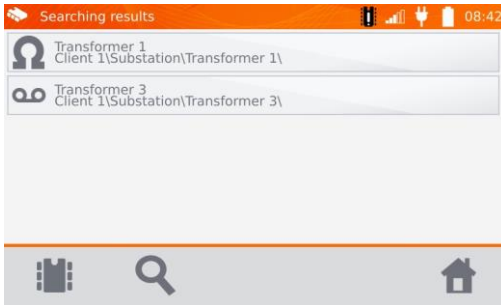 Searching results
08:42
Transformer 1
Client 1\Substation\Transformer 1\
Transformer 3
Client 1\Substation\Transformer 3\